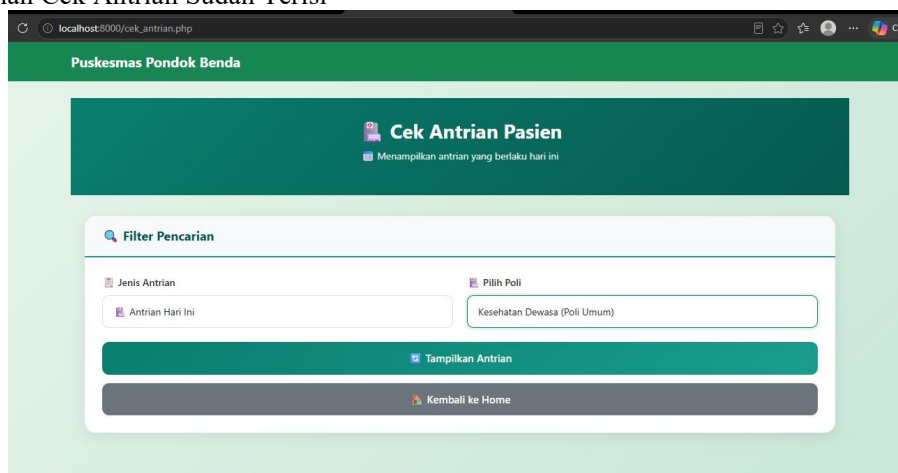 Cek Antrian Sudah Terisi
localhost:8000/cek_antrian.php
Puskesmas Pondok Benda
Cek Antrian Pasien
Menampilkan antrian yang berlaku hari ini
Filter Pencarian
Jenis Antrian
Antrian Hari Ini
Pilih Poli
Kesehatan Dewasa (Poli Umum)
Tampilkan Antrian
Kembali ke Home